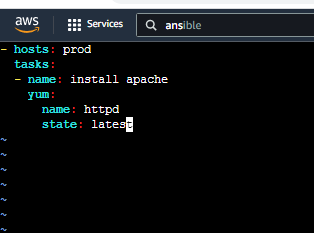 aws
Services
ansible
- hosts: prod
  tasks:
  - name: install apache
    yum:
      name: httpd
      state: latest
~
~
~
~
~
~